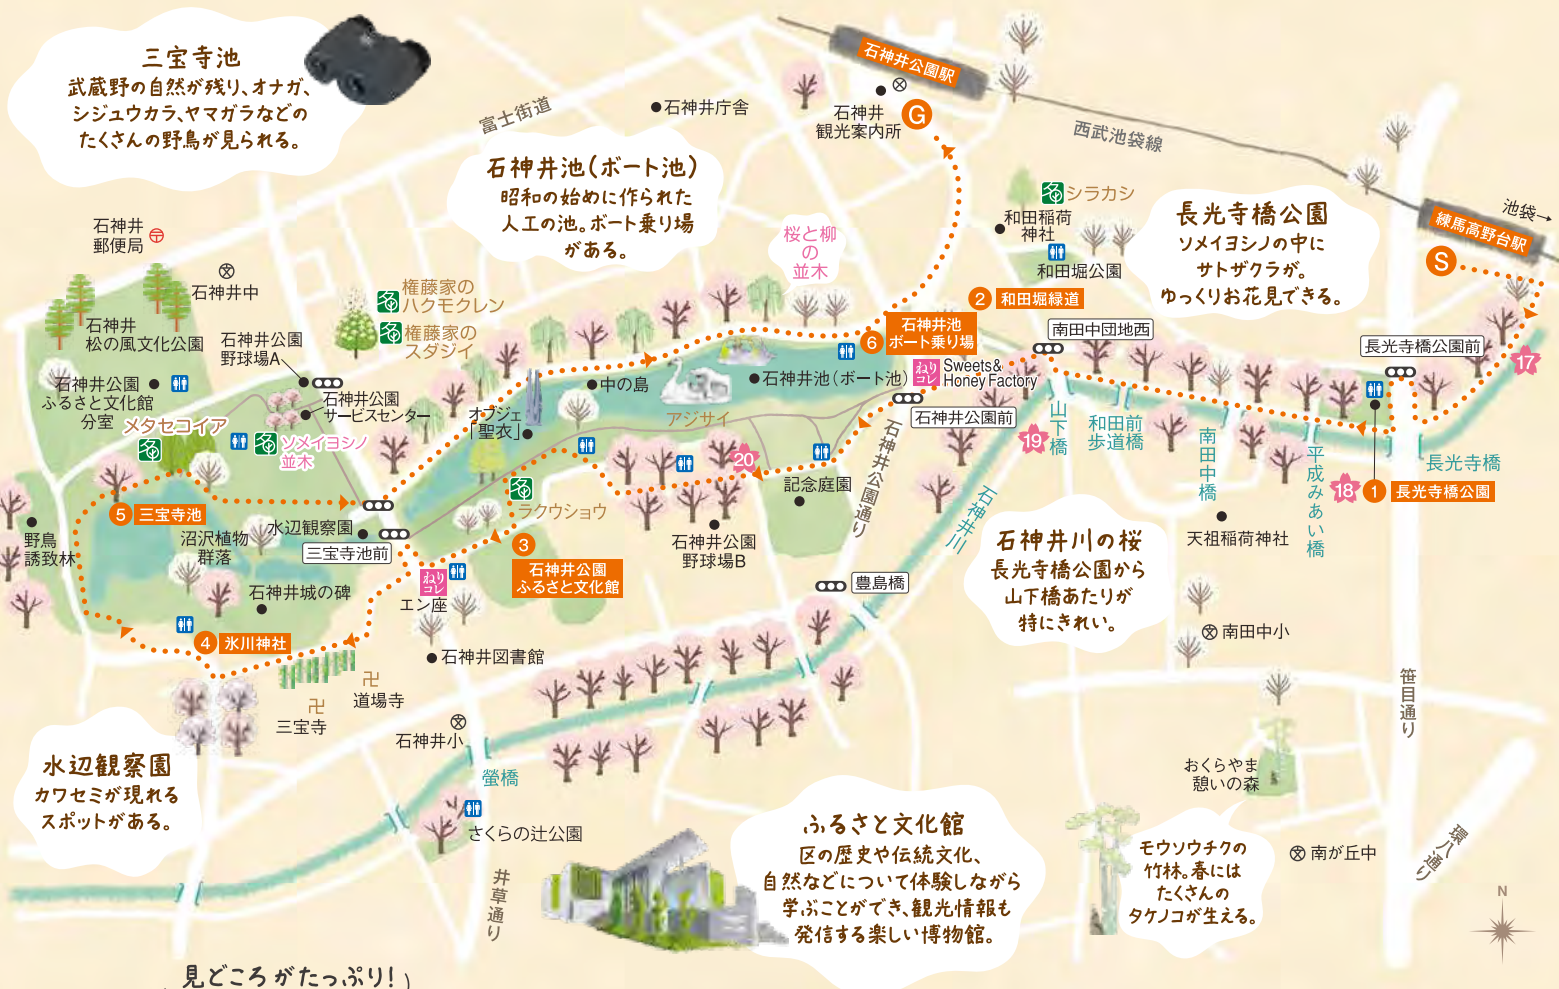 三宝寺池
武蔵野の自然が残り、オナガ、
シジュウカラ、ヤマガラなどの
たくさんの野鳥が見られる。
富士街道
石神井庁舎
石神井公園駅
石神井
観光案内所
G
西武池袋線
石神井池(ボート池)
昭和の始めに作られた
人工の池。ボート乗り場
がある。
桜と柳
の
並木
名
シラカシ
和田稲荷
神社
和田堀公園
2 和田堀緑道
長光寺橋公園
ソメイヨシノの中に
サトザクラが。
ゆっくりお花見できる。
池袋→
練馬高野台駅
S
石神井
郵便局
石神井中
石神井
松の風文化公園
石神井公園
野球場A
名
権藤家の
ハクモクレン
名
権藤家の
スダジイ
石神井公園
ふるさと文化館
分室
石神井公園
サービスセンター
メタセコイア
名
名
ソメイヨシノ
並木
オブジェ
「聖衣」
中の島
石神井池(ボート池)
アジサイ
6 石神井池
ボート乗り場
ねり
コレ
Sweets&
Honey Factory
石神井公園前
南田中団地西
長光寺橋公園前
17
山下橋
19
和田前
歩道橋
南田中橋
平成みあい橋
18
1 長光寺橋公園
長光寺橋
20
記念庭園
石神井公園通り
石神井川
名
ラクウショウ
石神井公園
野球場B
5 三宝寺池
野鳥
誘致林
沼沢植物
群落
水辺観察園
三宝寺池前
3
石神井公園
ふるさと文化館
ねり
コレ
エン座
石神井城の碑
4 氷川神社
石神井図書館
道場寺
三宝寺
豊島橋
石神井川の桜
長光寺橋公園から
山下橋あたりが
特にきれい。
天祖稲荷神社
南田中小
笹目通り
石神井小
螢橋
さくらの辻公園
井草通り
水辺観察園
カワセミが現れる
スポットがある。
ふるさと文化館
区の歴史や伝統文化、
自然などについて体験しながら
学ぶことができ、観光情報も
発信する楽しい博物館。
おくらやま
憩いの森
モウソウチクの
竹林。春には
たくさんの
タケノコが生える。
南が丘中
環八通り
N
見どころがたっぷり!